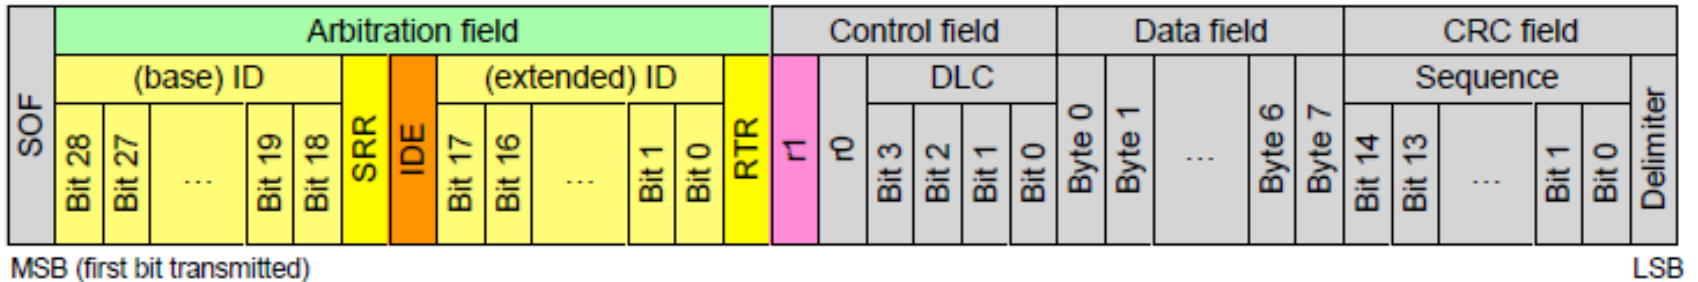 Arbitration field Control field Data field CRC field
(base) ID (extended) ID DLC Sequence
SOF Bit 28 Bit 27 ... Bit 19 Bit 18 SRR IDE Bit 17 Bit 16 ... Bit 1 Bit 0 RTR r1 r0 Bit 3 Bit 2 Bit 1 Bit 0 Byte 0 Byte 1 ... Byte 6 Byte 7 Bit 14 Bit 13 ... Bit 1 Bit 0 Delimiter
MSB (first bit transmitted) LSB